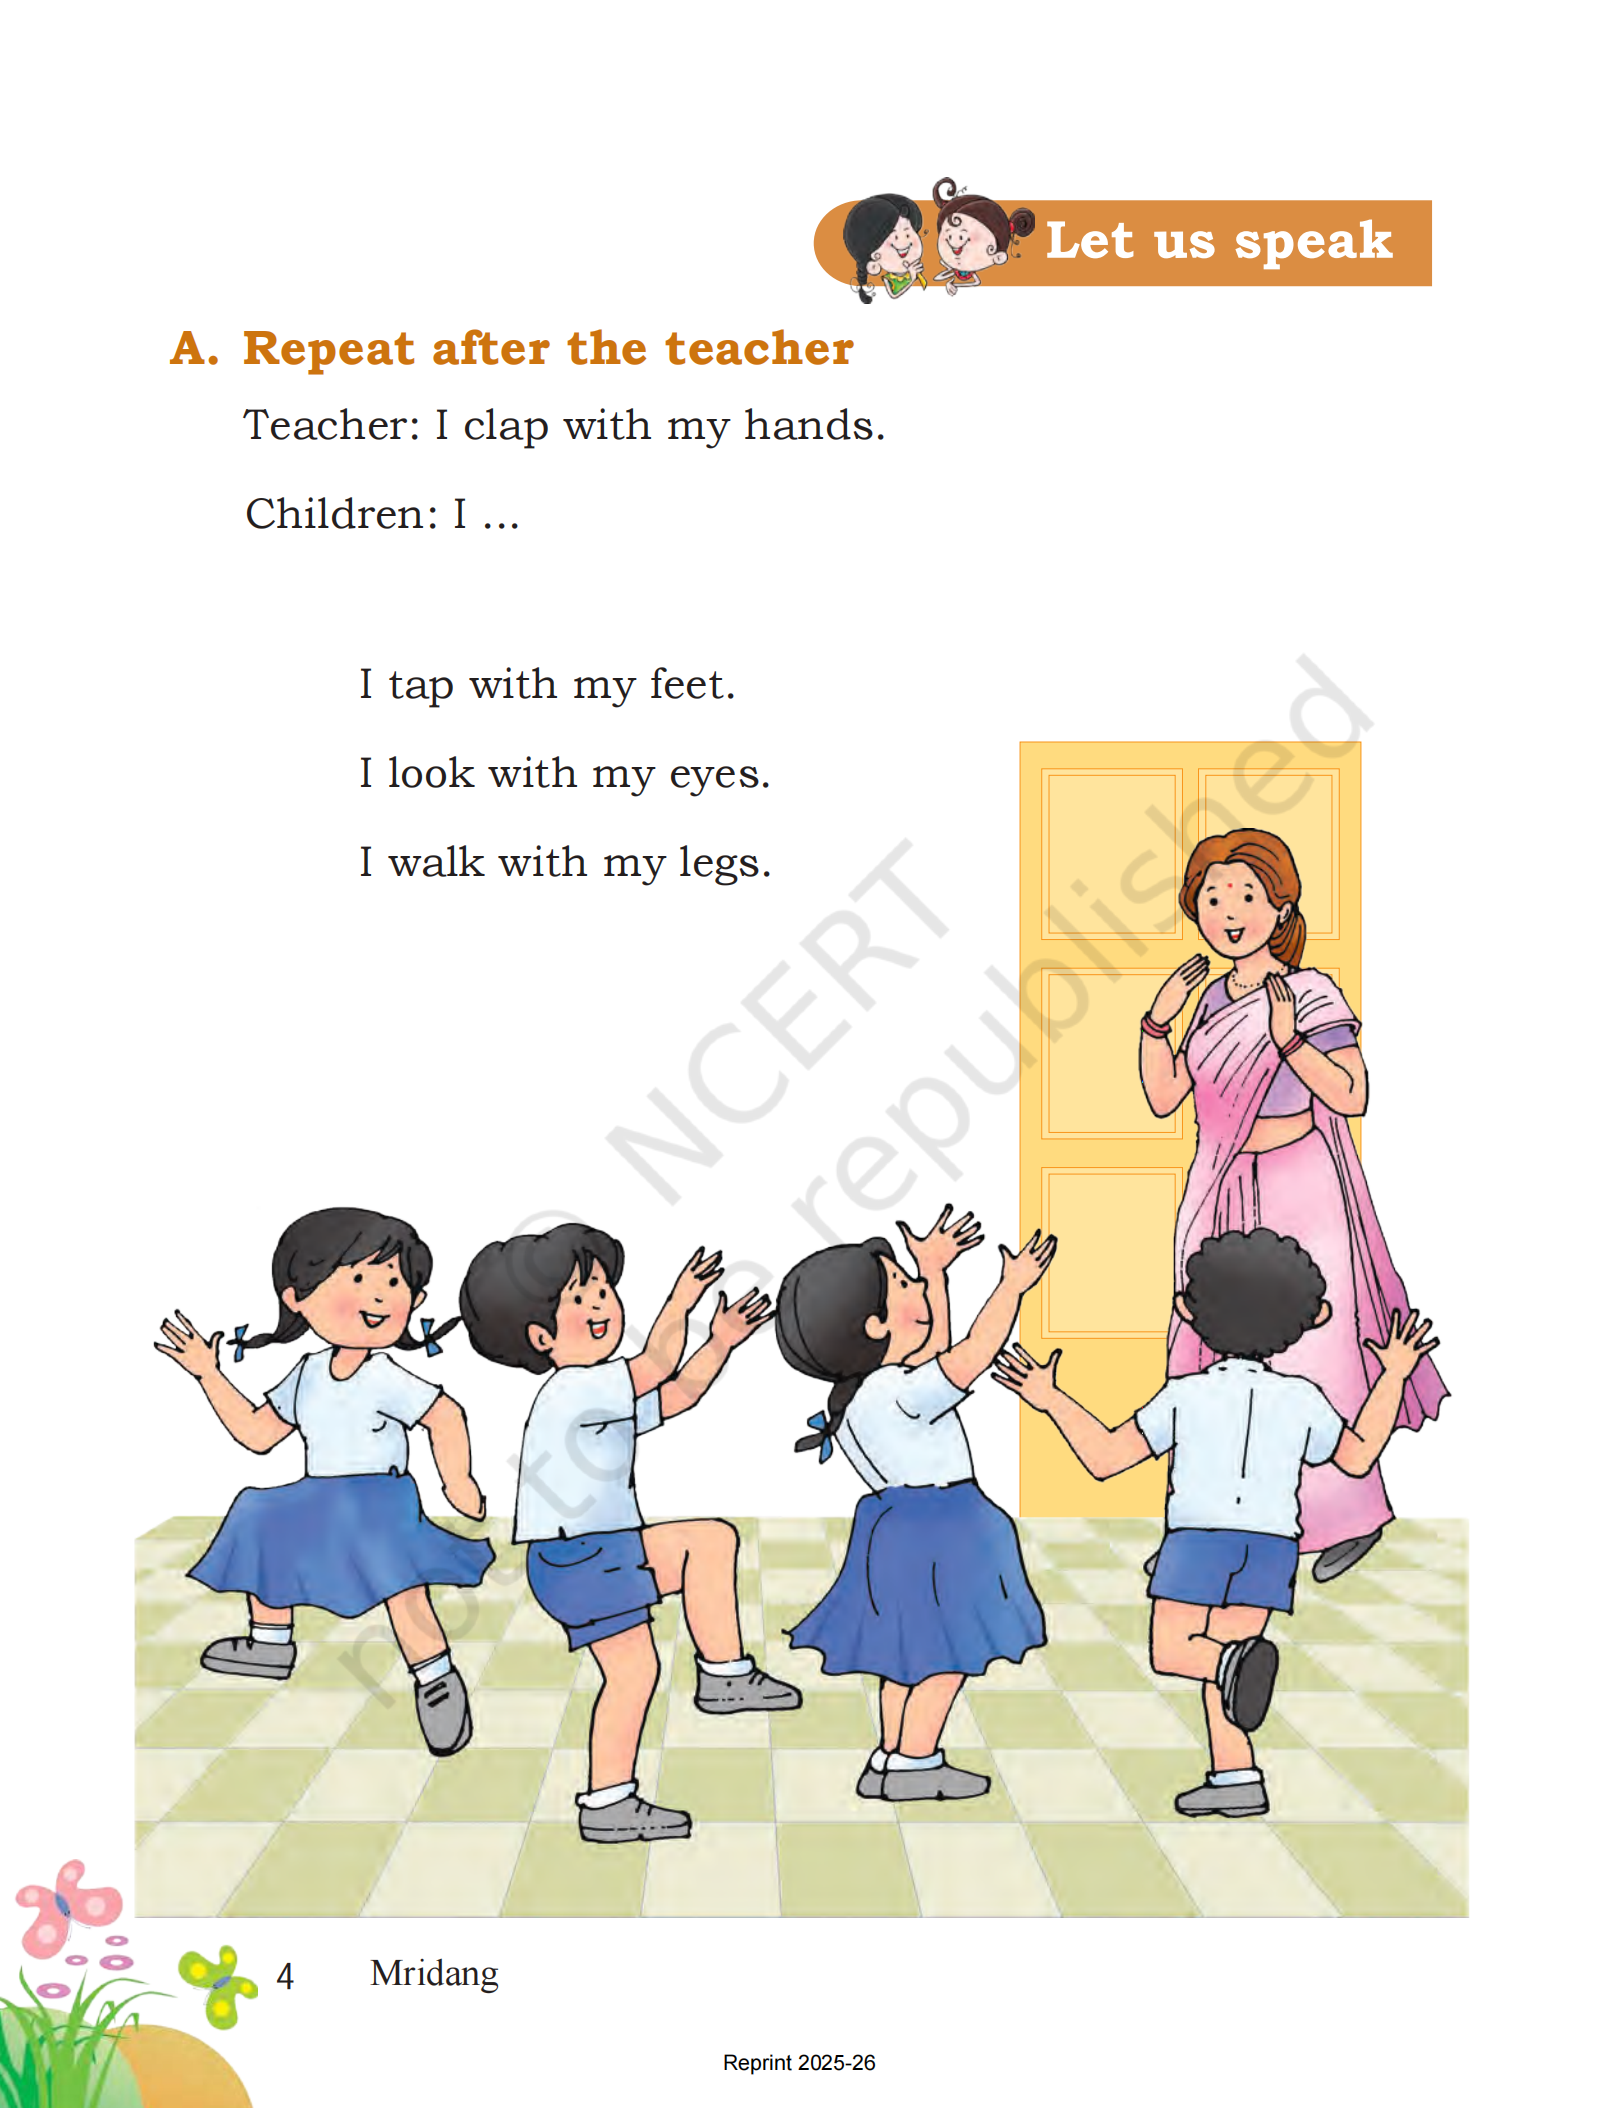 Let us speak
A. Repeat after the teacher
Teacher: I clap with my hands.
Children: I ...
I tap with my feet.
I look with my eyes.
I walk with my legs.
© NCERT
not to be republished
4 Mridang
Reprint 2025-26